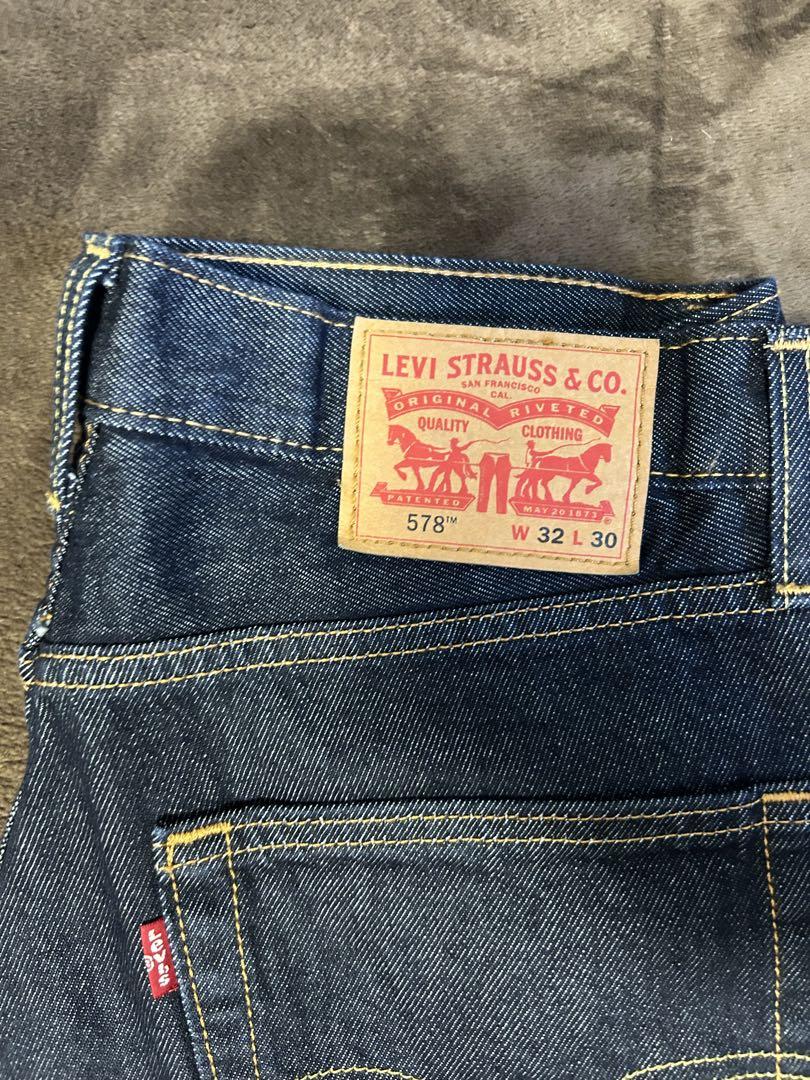 LEVI STRAUSS & CO.
SAN FRANCISCO
CAL.
ORIGINAL RIVETED
QUALITY CLOTHING
PATENTED MAY 20 1873 ®
578™ W 32 L 30
LEVI'S ®